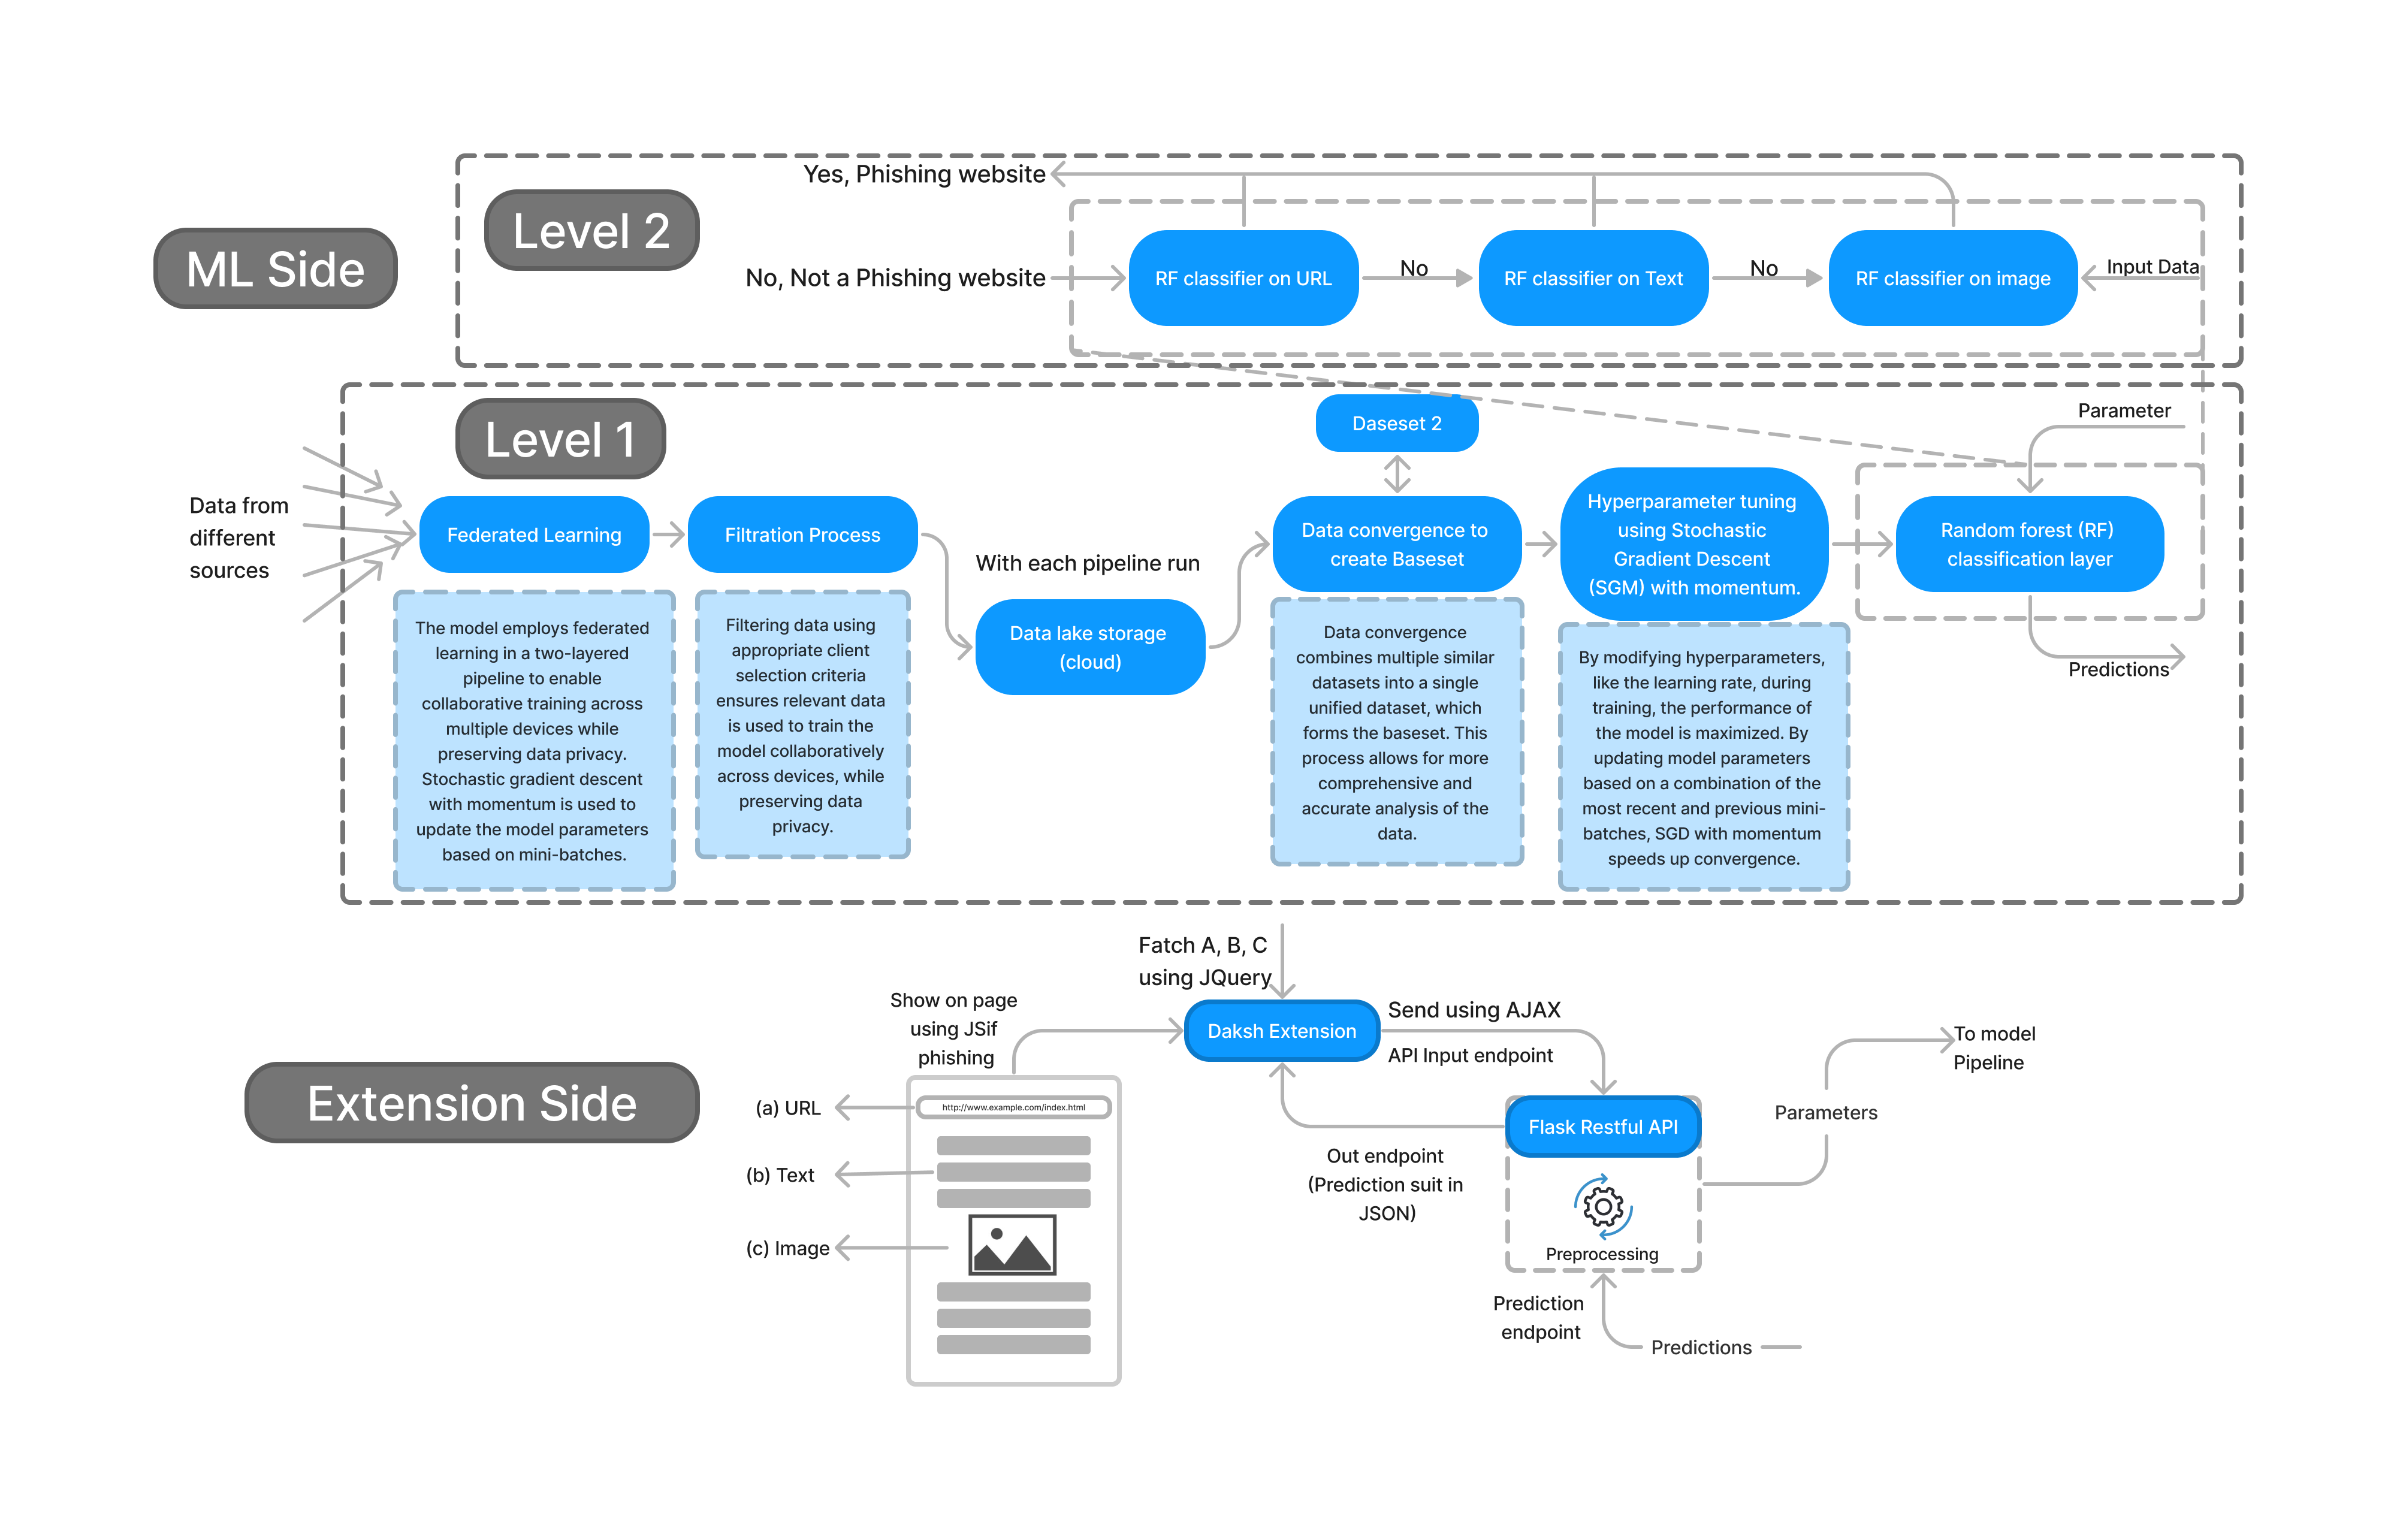 ML Side
Level 2
Yes, Phishing website
No, Not a Phishing website
RF classifier on URL
No
RF classifier on Text
No
RF classifier on image
Input Data
Level 1
Data from
different
sources
Federated Learning
The model employs federated
learning in a two-layered
pipeline to enable
collaborative training across
multiple devices while
preserving data privacy.
Stochastic gradient descent
with momentum is used to
update the model parameters
based on mini-batches.
Filtration Process
Filtering data using
appropriate client
selection criteria
ensures relevant data
is used to train the
model collaboratively
across devices, while
preserving data
privacy.
With each pipeline run
Data lake storage
(cloud)
Daseset 2
Data convergence to
create Baseset
Data convergence
combines multiple similar
datasets into a single
unified dataset, which
forms the baseset. This
process allows for more
comprehensive and
accurate analysis of the
data.
Hyperparameter tuning
using Stochastic
Gradient Descent
(SGM) with momentum.
By modifying hyperparameters,
like the learning rate, during
training, the performance of
the model is maximized. By
updating model parameters
based on a combination of the
most recent and previous mini-
batches, SGD with momentum
speeds up convergence.
Parameter
Random forest (RF)
classification layer
Predictions
Extension Side
Fatch A, B, C
using JQuery
Show on page
using JSif
phishing
Daksh Extension
Send using AJAX
API Input endpoint
(a) URL
http://www.example.com/index.html
(b) Text
(c) Image
Out endpoint
(Prediction suit in
JSON)
Flask Restful API
Preprocessing
Parameters
To model
Pipeline
Prediction
endpoint
Predictions